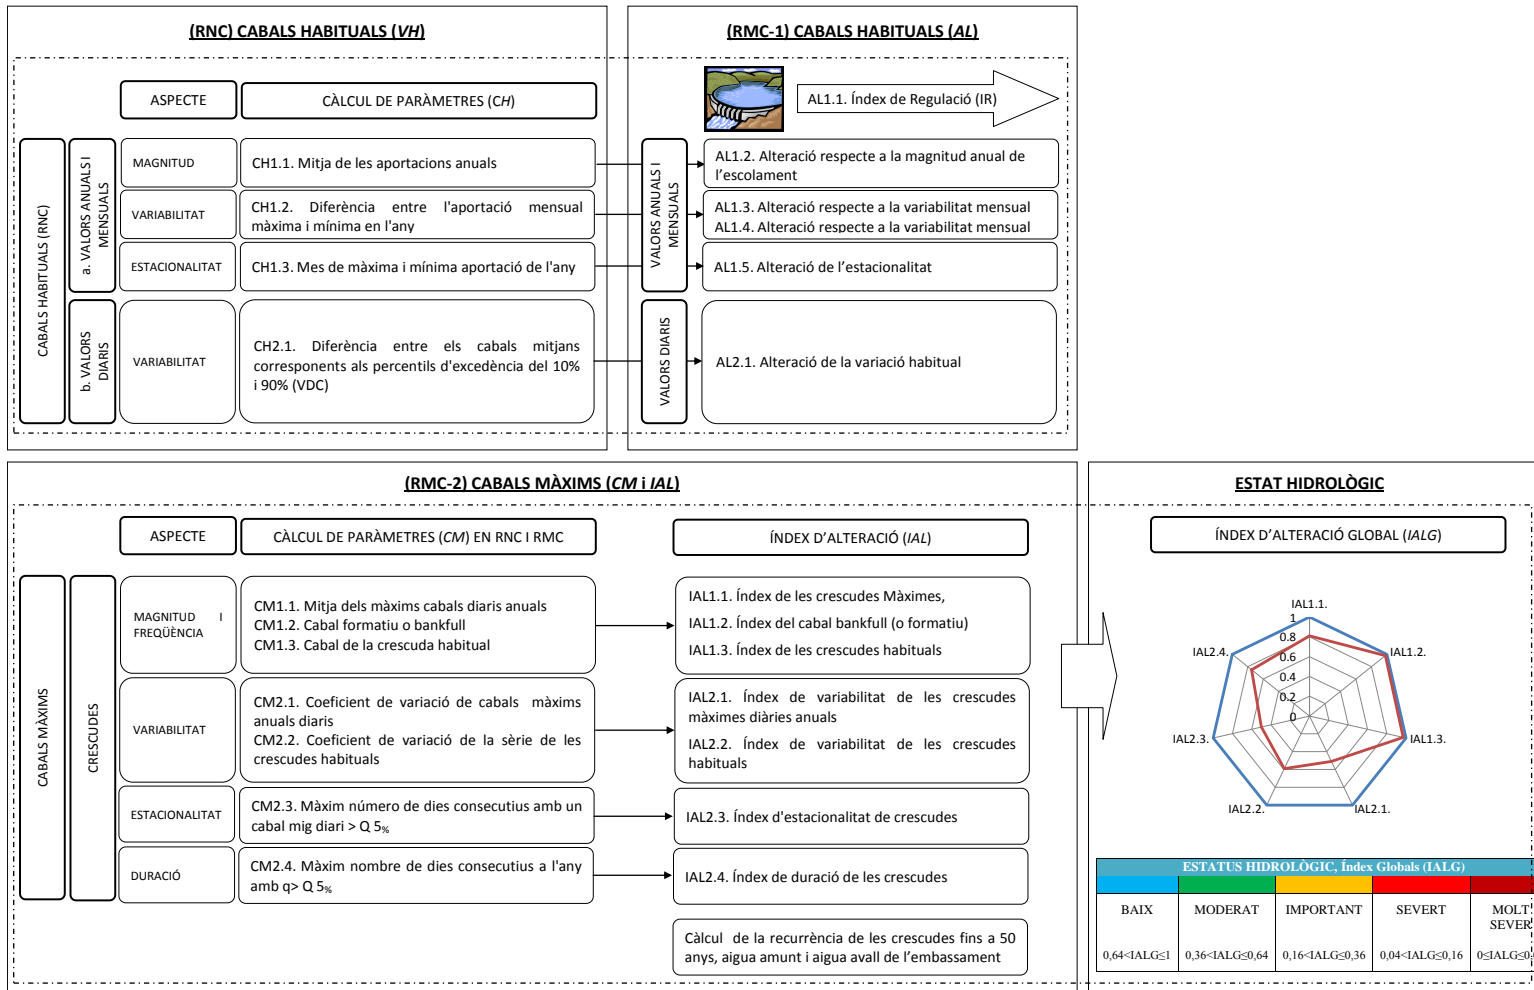 (RNC) CABALS HABITUALS (VH)
ASPECTE
CÀLCUL DE PARÀMETRES (CH)
CABALS HABITUALS (RNC)
a. VALORS ANUALS I
MENSUALS
MAGNITUD
CH1.1. Mitja de les aportacions anuals
VARIABILITAT
CH1.2. Diferència entre l'aportació mensual
màxima i mínima en l'any
ESTACIONALITAT
CH1.3. Mes de màxima i mínima aportació de l'any
b. VALORS
DIARIS
VARIABILITAT
CH2.1. Diferència entre els cabals mitjans
corresponents als percentils d'excedència del 10%
i 90% (VDC)
(RMC-1) CABALS HABITUALS (AL)
AL1.1. Índex de Regulació (IR)
VALORS ANUALS I
MENSUALS
AL1.2. Alteració respecte a la magnitud anual de
l'escolament
AL1.3. Alteració respecte a la variabilitat mensual
AL1.4. Alteració respecte a la variabilitat mensual
AL1.5. Alteració de l'estacionalitat
VALORS DIARIS
AL2.1. Alteració de la variació habitual
(RMC-2) CABALS MÀXIMS (CM i IAL)
ASPECTE
CÀLCUL DE PARÀMETRES (CM) EN RNC I RMC
ÍNDEX D'ALTERACIÓ (IAL)
CABALS MÀXIMS
CRESCUDES
MAGNITUD I
FREQÜÈNCIA
CM1.1. Mitja dels màxims cabals diaris anuals
CM1.2. Cabal formatiu o bankfull
CM1.3. Cabal de la crescuda habitual
IAL1.1. Índex de les crescudes Màximes,
IAL1.2. Índex del cabal bankfull (o formatiu)
IAL1.3. Índex de les crescudes habituals
VARIABILITAT
CM2.1. Coeficient de variació de cabals màxims
anuals diaris
CM2.2. Coeficient de variació de la sèrie de les
crescudes habituals
IAL2.1. Índex de variabilitat de les crescudes
màximes diàries anuals
IAL2.2. Índex de variabilitat de les crescudes
habituals
ESTACIONALITAT
CM2.3. Màxim número de dies consecutius amb un
cabal mig diari > Q 5%
IAL2.3. Índex d'estacionalitat de crescudes
DURACIÓ
CM2.4. Màxim nombre de dies consecutius a l'any
amb q> Q 5%
IAL2.4. Índex de duració de les crescudes
Càlcul de la recurrència de les crescudes fins a 50
anys, aigua amunt i aigua avall de l'embassament
ESTAT HIDROLÒGIC
ÍNDEX D'ALTERACIÓ GLOBAL (IALG)
IAL1.1.
1
0.8
0.6
0.4
0.2
0
IAL1.2.
IAL1.3.
IAL2.1.
IAL2.2.
IAL2.3.
IAL2.4.
ESTATUS HIDROLÒGIC, Índex Globals (IALG)
BAIX
MODERAT
IMPORTANT
SEVERT
MOLT
SEVER
0,64<IALG≤1
0,36<IALG≤0,64
0,16<IALG≤0,36
0,04<IALG≤0,16
0≤IALG≤0,